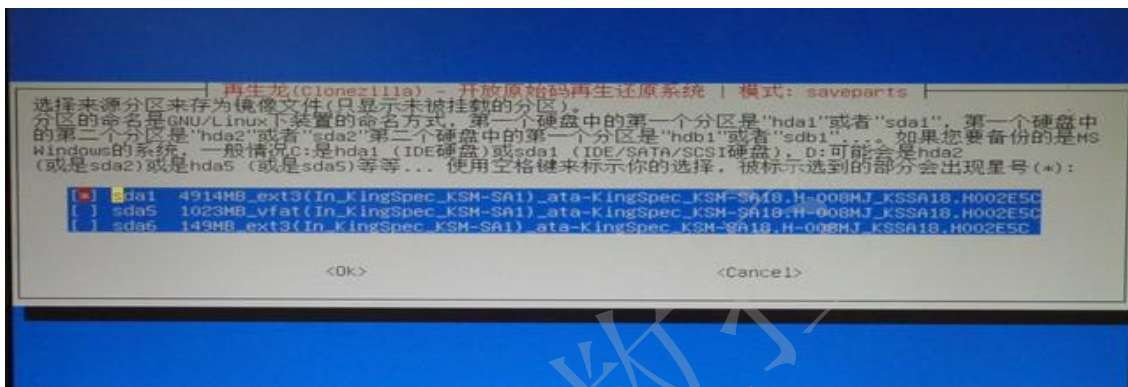 再生龙(Clonezilla) - 开放原始码再生还原系统 | 模式: saveparts
选择来源分区来存为镜像文件(只显示未被挂载的分区)。
分区的命名是GNU/Linux下装置的命名方式, 第一个硬盘中的第一个分区是"hda1"或者"sda1", 第一个硬盘中
的第二个分区是"hda2"或者"sda2"第二个硬盘中的第一个分区是"hdb1"或者"sdb1"... 如果您要备份的是MS
Windows的系统, 一般情况C:是hda1 (IDE硬盘)或sda1 (IDE/SATA/SCSI硬盘), D:可能会是hda2
(或是sda2)或是hda5 (或是sda5)等等... 使用空格键来标示你的选择, 被标示选到的部分会出现星号(*):
[*] sda1 4914MB_ext3(In_KingSpec_KSM-SA1)_ata-KingSpec_KSM-SA18.H-008MJ_KSSA18.H002E5C
[ ] sda5 1023MB_vfat(In_KingSpec_KSM-SA1)_ata-KingSpec_KSM-SA18.H-008MJ_KSSA18.H002E5C
[ ] sda6 149MB_ext3(In_KingSpec_KSM-SA1)_ata-KingSpec_KSM-SA18.H-008MJ_KSSA18.H002E5C
<Ok> <Cancel>